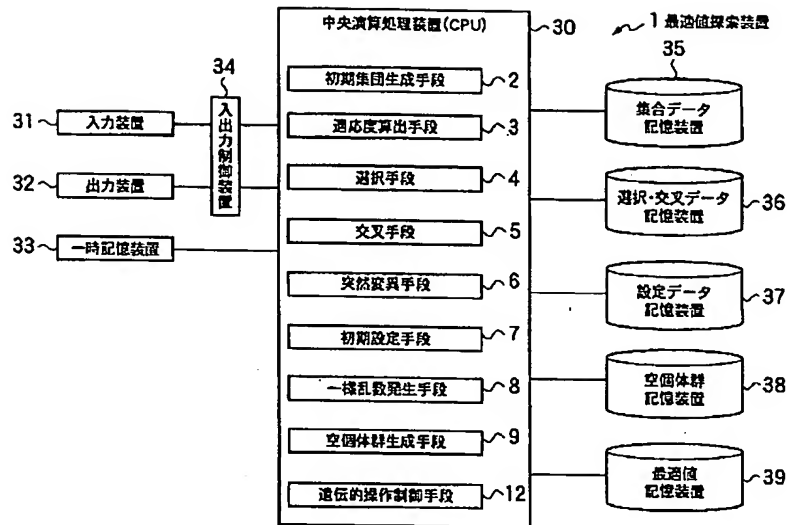 中央演算処理装置(CPU)
30
1 最適値探索装置
初期集団生成手段
2
適応度算出手段
3
選択手段
4
交叉手段
5
突然変異手段
6
初期設定手段
7
一様乱数発生手段
8
空個体群生成手段
9
遺伝的操作制御手段
12
31
入力装置
32
出力装置
33
一時記憶装置
34
入出力制御装置
35
集合データ
記憶装置
選択・交叉データ
記憶装置
36
設定データ
記憶装置
37
空個体群
記憶装置
38
最適値
記憶装置
39